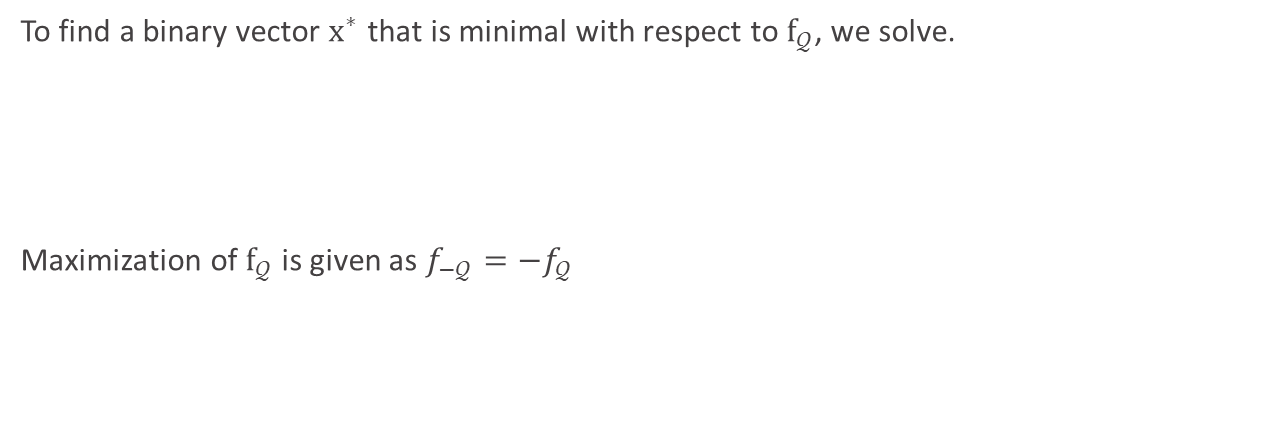 To find a binary vector x* that is minimal with respect to f_𝒬, we solve.
Maximization of f_𝒬 is given as f_−𝒬 = −f_𝒬